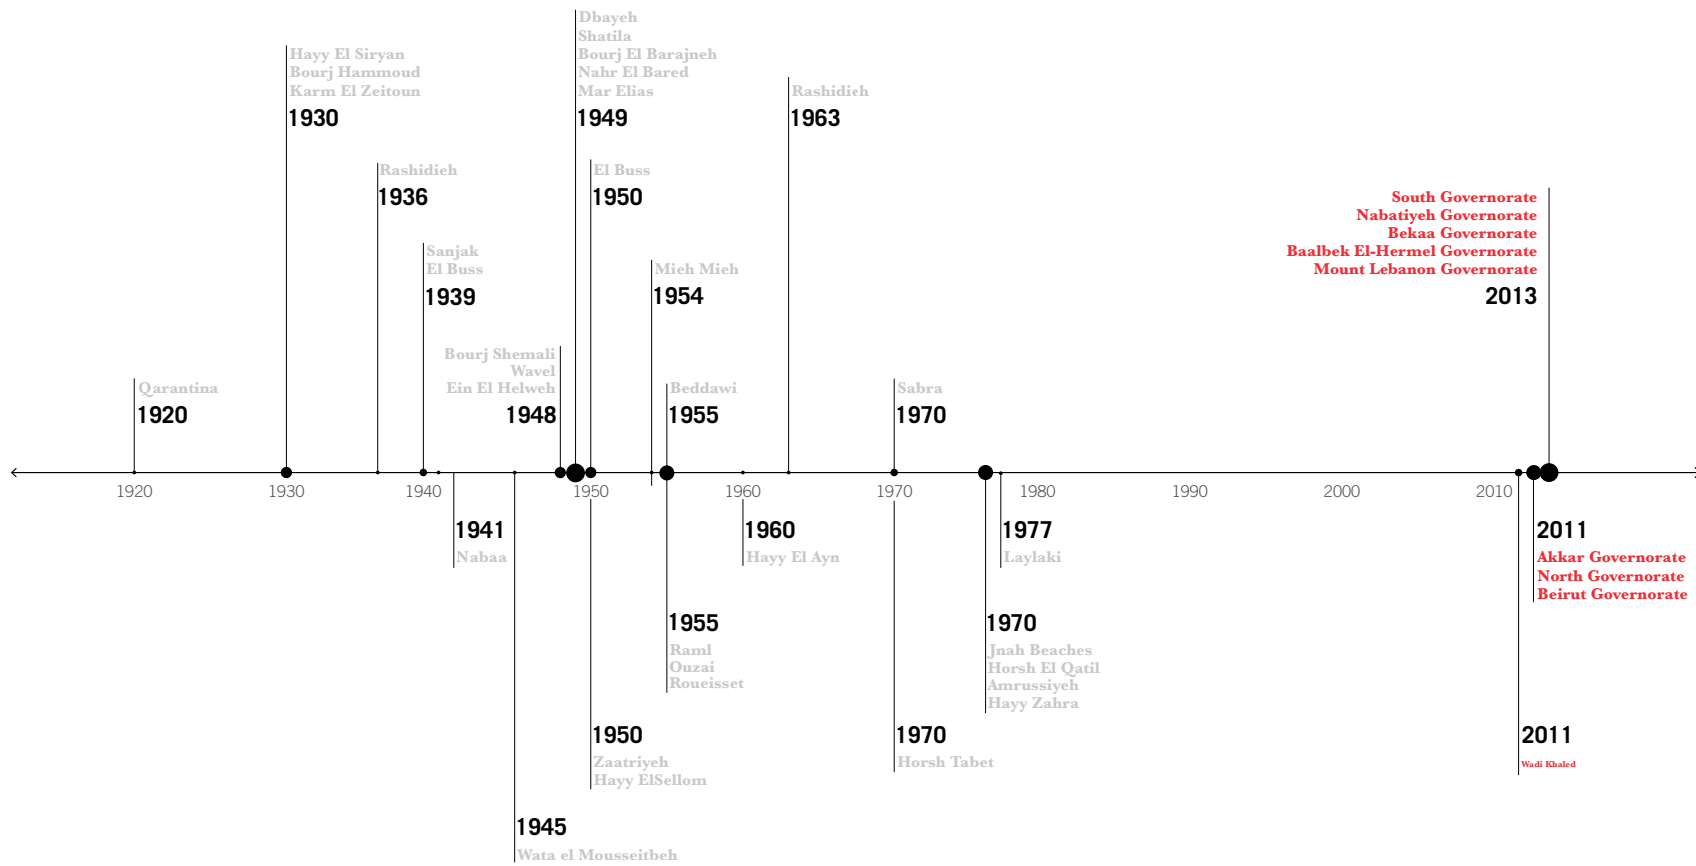 Dbayeh
Shatila
Bourj El Barajneh
Nahr El Bared
Mar Elias
1949
Hayy El Siryan
Bourj Hammoud
Karm El Zeitoun
1930
Rashidieh
1963
Rashidieh
1936
El Buss
1950
South Governorate
Nabatiyeh Governorate
Bekaa Governorate
Baalbek El-Hermel Governorate
Mount Lebanon Governorate
2013
Sanjak
El Buss
1939
Mieh Mieh
1954
Bourj Shemali
Wavel
Ein El Helweh
1948
Qarantina
1920
Beddawi
1955
Sabra
1970
1920
1930
1940
1950
1960
1970
1980
1990
2000
2010
1941
Nabaa
1960
Hayy El Ayn
1977
Laylaki
2011
Akkar Governorate
North Governorate
Beirut Governorate
1955
Raml
Ouzai
Roueisset
1970
Jnah Beaches
Horsh El Qatil
Amrussiyeh
Hayy Zahra
1950
Zaatriyeh
Hayy ElSellom
1970
Horsh Tabet
2011
Wadi Khaled
1945
Wata el Mousseitbeh